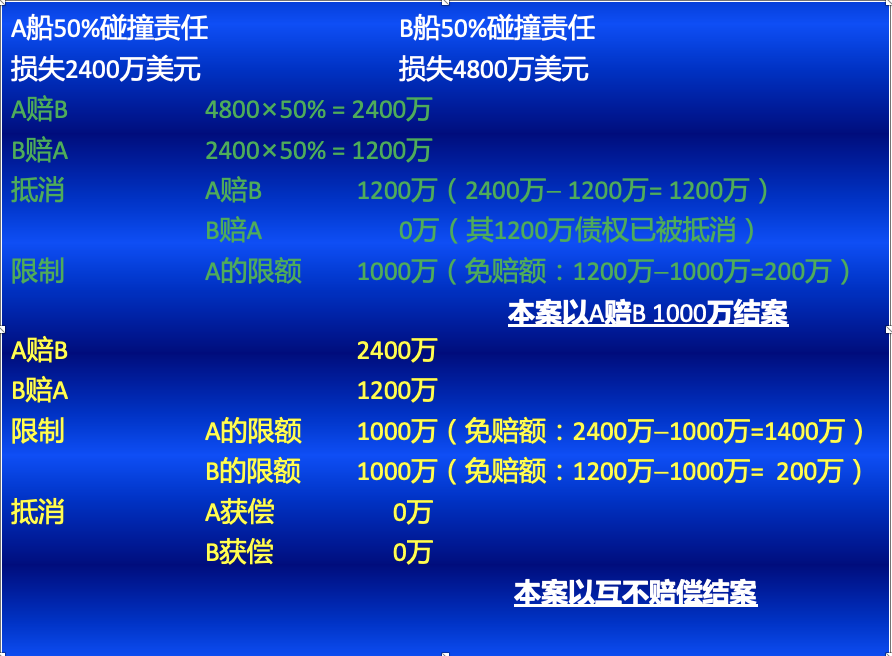 A船50%碰撞责任 B船50%碰撞责任
损失2400万美元 损失4800万美元
A赔B 4800×50% = 2400万
B赔A 2400×50% = 1200万
抵消 A赔B 1200万（2400万– 1200万= 1200万）
B赔A 0万（其1200万债权已被抵消）
限制 A的限额 1000万（免赔额：1200万–1000万=200万）
本案以A赔B 1000万结案
A赔B 2400万
B赔A 1200万
限制 A的限额 1000万（免赔额：2400万–1000万=1400万）
B的限额 1000万（免赔额：1200万–1000万= 200万）
抵消 A获偿 0万
B获偿 0万
本案以互不赔偿结案